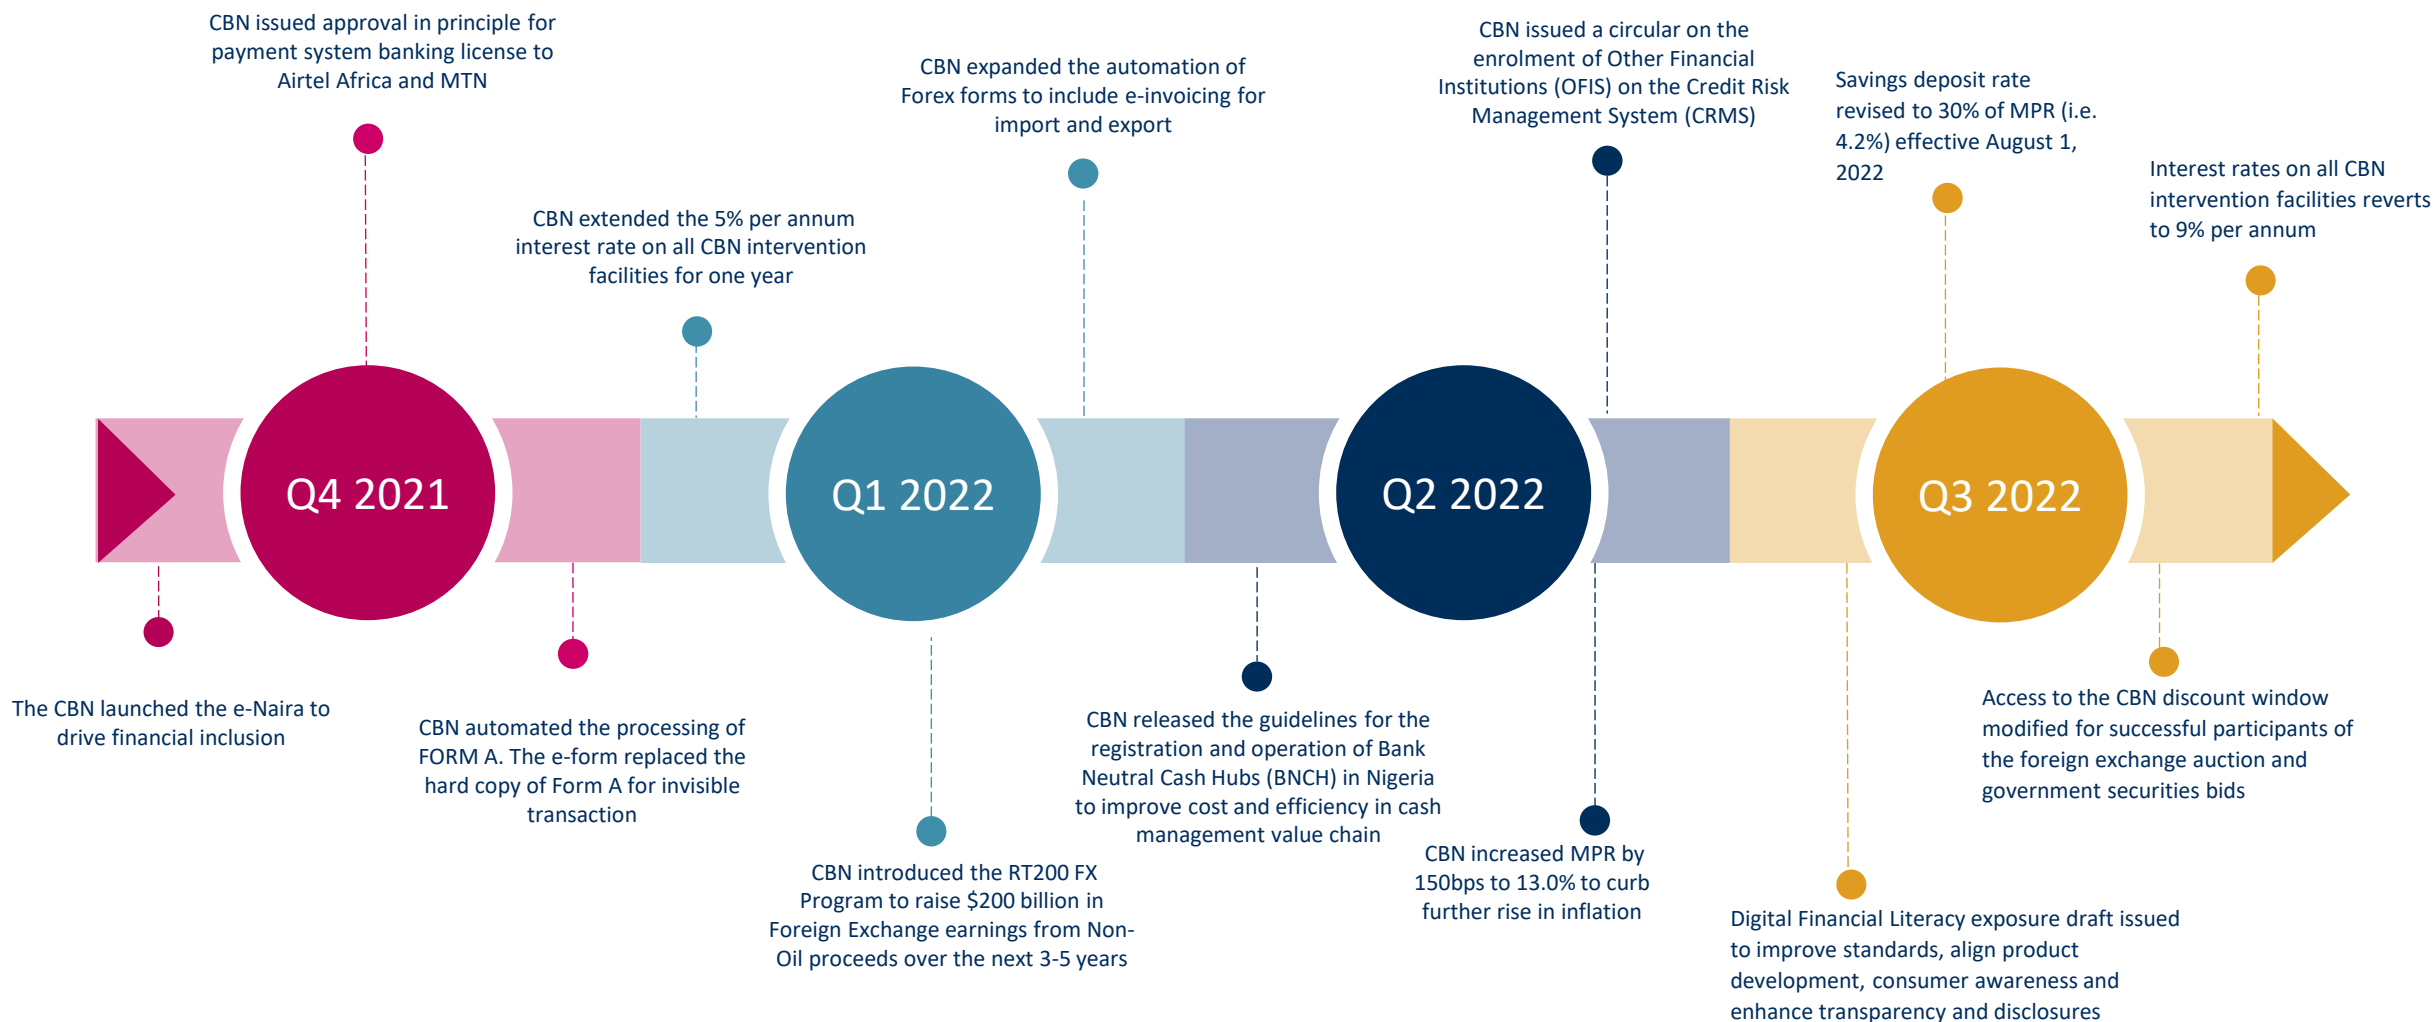 CBN issued approval in principle for
payment system banking license to
Airtel Africa and MTN
CBN extended the 5% per annum
interest rate on all CBN intervention
facilities for one year
CBN expanded the automation of
Forex forms to include e-invoicing for
import and export
CBN issued a circular on the
enrolment of Other Financial
Institutions (OFIS) on the Credit Risk
Management System (CRMS)
Savings deposit rate
revised to 30% of MPR (i.e.
4.2%) effective August 1,
2022
Interest rates on all CBN
intervention facilities reverts
to 9% per annum
Q4 2021
Q1 2022
Q2 2022
Q3 2022
The CBN launched the e-Naira to
drive financial inclusion
CBN automated the processing of
FORM A. The e-form replaced the
hard copy of Form A for invisible
transaction
CBN introduced the RT200 FX
Program to raise $200 billion in
Foreign Exchange earnings from Non-
Oil proceeds over the next 3-5 years
CBN released the guidelines for the
registration and operation of Bank
Neutral Cash Hubs (BNCH) in Nigeria
to improve cost and efficiency in cash
management value chain
CBN increased MPR by
150bps to 13.0% to curb
further rise in inflation
Digital Financial Literacy exposure draft issued
to improve standards, align product
development, consumer awareness and
enhance transparency and disclosures
Access to the CBN discount window
modified for successful participants of
the foreign exchange auction and
government securities bids